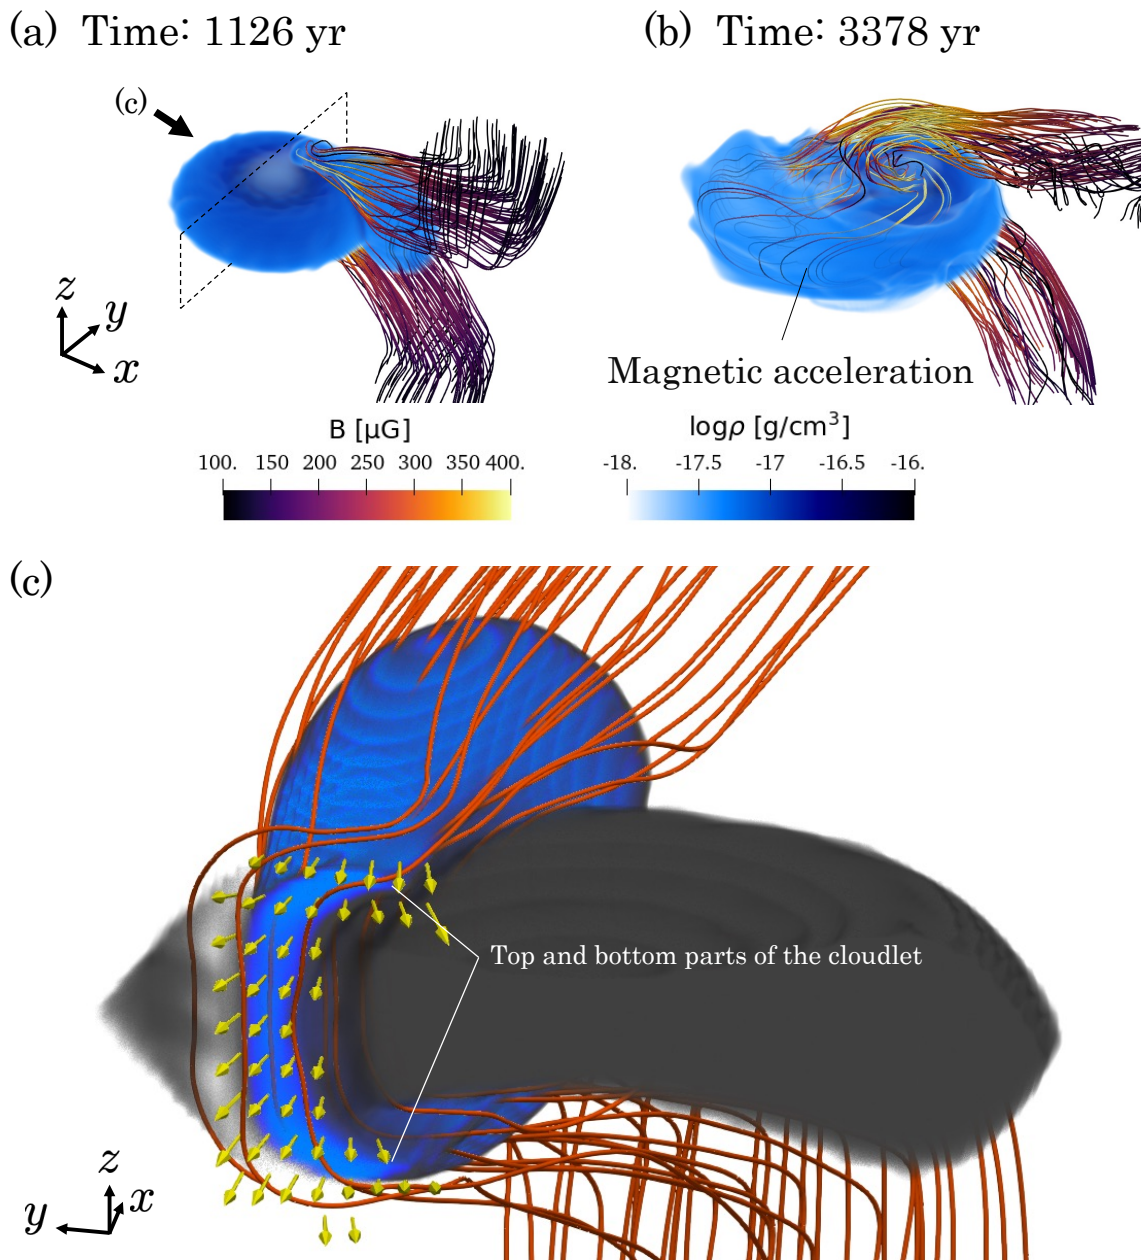 (a) Time: 1126 yr
(b) Time: 3378 yr
(c)
z
y
x
Magnetic acceleration
B [μG]
100. 150 200 250 300 350 400.
logρ [g/cm³]
-18. -17.5 -17 -16.5 -16.
(c)
Top and bottom parts of the cloudlet
z
y
x